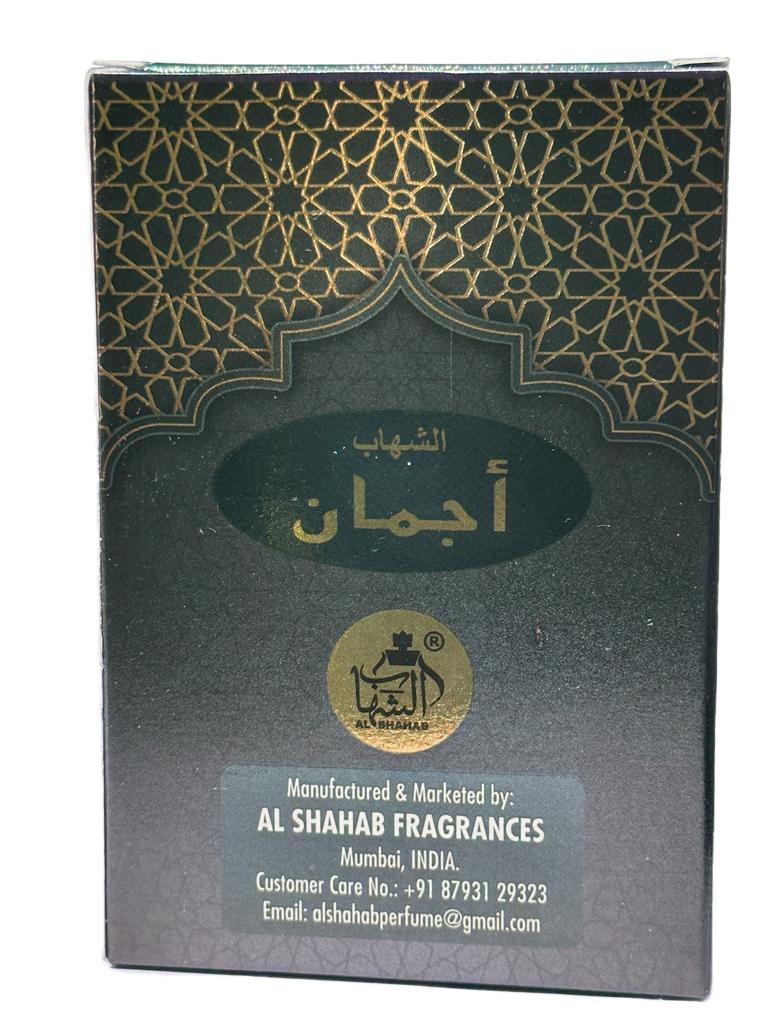 الشهاب
أجمان
®
الشهاب
AL SHAHAB
Manufactured & Marketed by:
AL SHAHAB FRAGRANCES
Mumbai, INDIA.
Customer Care No.: +91 87931 29323
Email: alshahabperfume@gmail.com